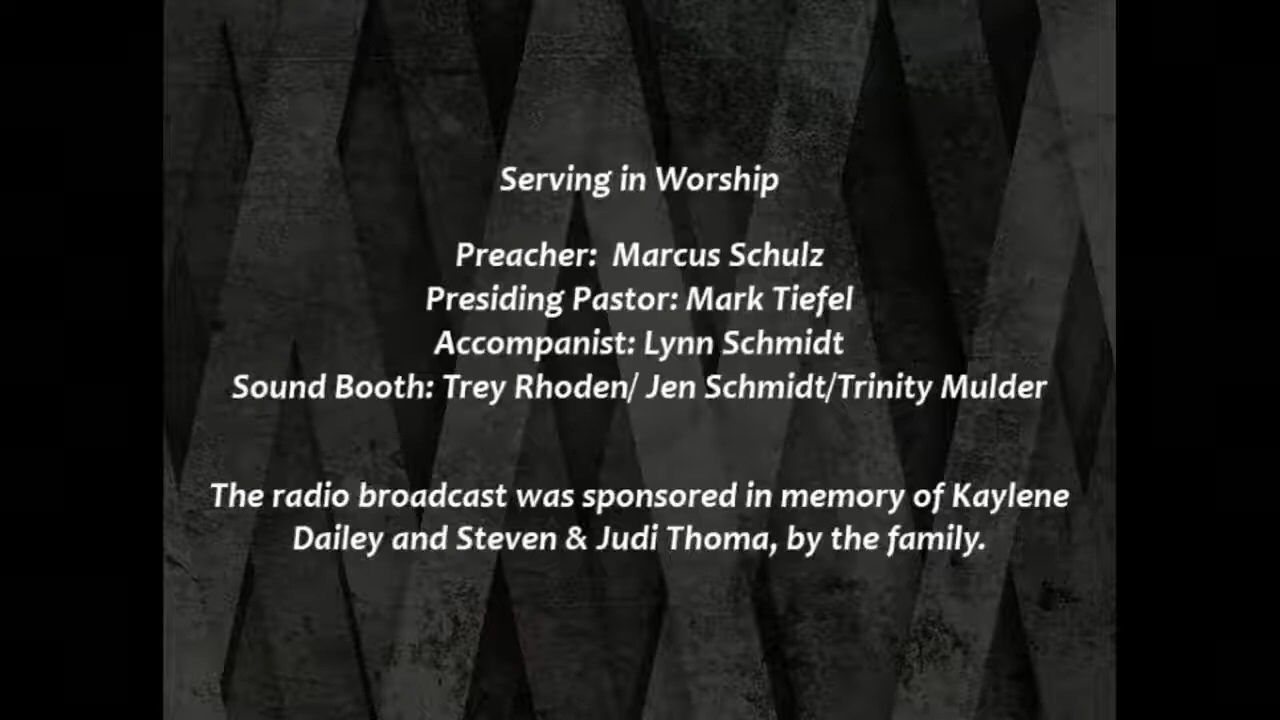 Serving in Worship
Preacher:  Marcus Schulz
Presiding Pastor: Mark Tiefel
Accompanist: Lynn Schmidt
Sound Booth: Trey Rhoden/ Jen Schmidt/Trinity Mulder
The radio broadcast was sponsored in memory of Kaylene
Dailey and Steven & Judi Thoma, by the family.